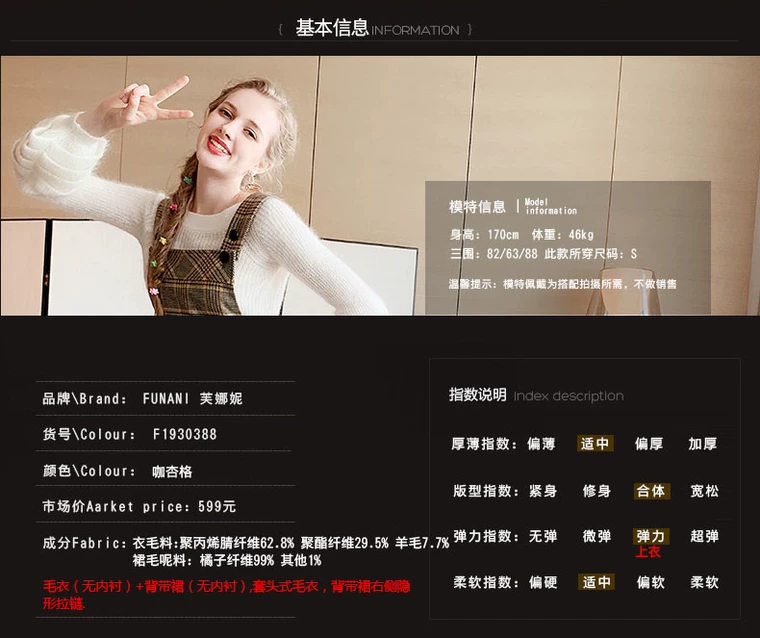 { 基本信息INFORMATION }
模特信息 | Model information
身高: 170cm 体重: 46kg
三围: 82/63/88 此款所穿尺码: S
温馨提示: 模特佩戴为搭配拍摄所需, 不做销售
品牌\Brand: FUNANI 芙娜妮
货号\Colour: F1930388
颜色\Colour: 咖杏格
市场价Aarket price: 599元
成分Fabric: 衣毛料:聚丙烯腈纤维62.8% 聚酯纤维29.5% 羊毛7.7%
裙毛呢料: 橘子纤维99% 其他1%
毛衣（无内衬）+背带裙（无内衬）,套头式毛衣，背带裙右侧隐
形拉链.
指数说明 Index description
厚薄指数: 偏薄 适中 偏厚 加厚
版型指数: 紧身 修身 合体 宽松
弹力指数: 无弹 微弹 弹力 超弹
上衣
柔软指数: 偏硬 适中 偏软 柔软